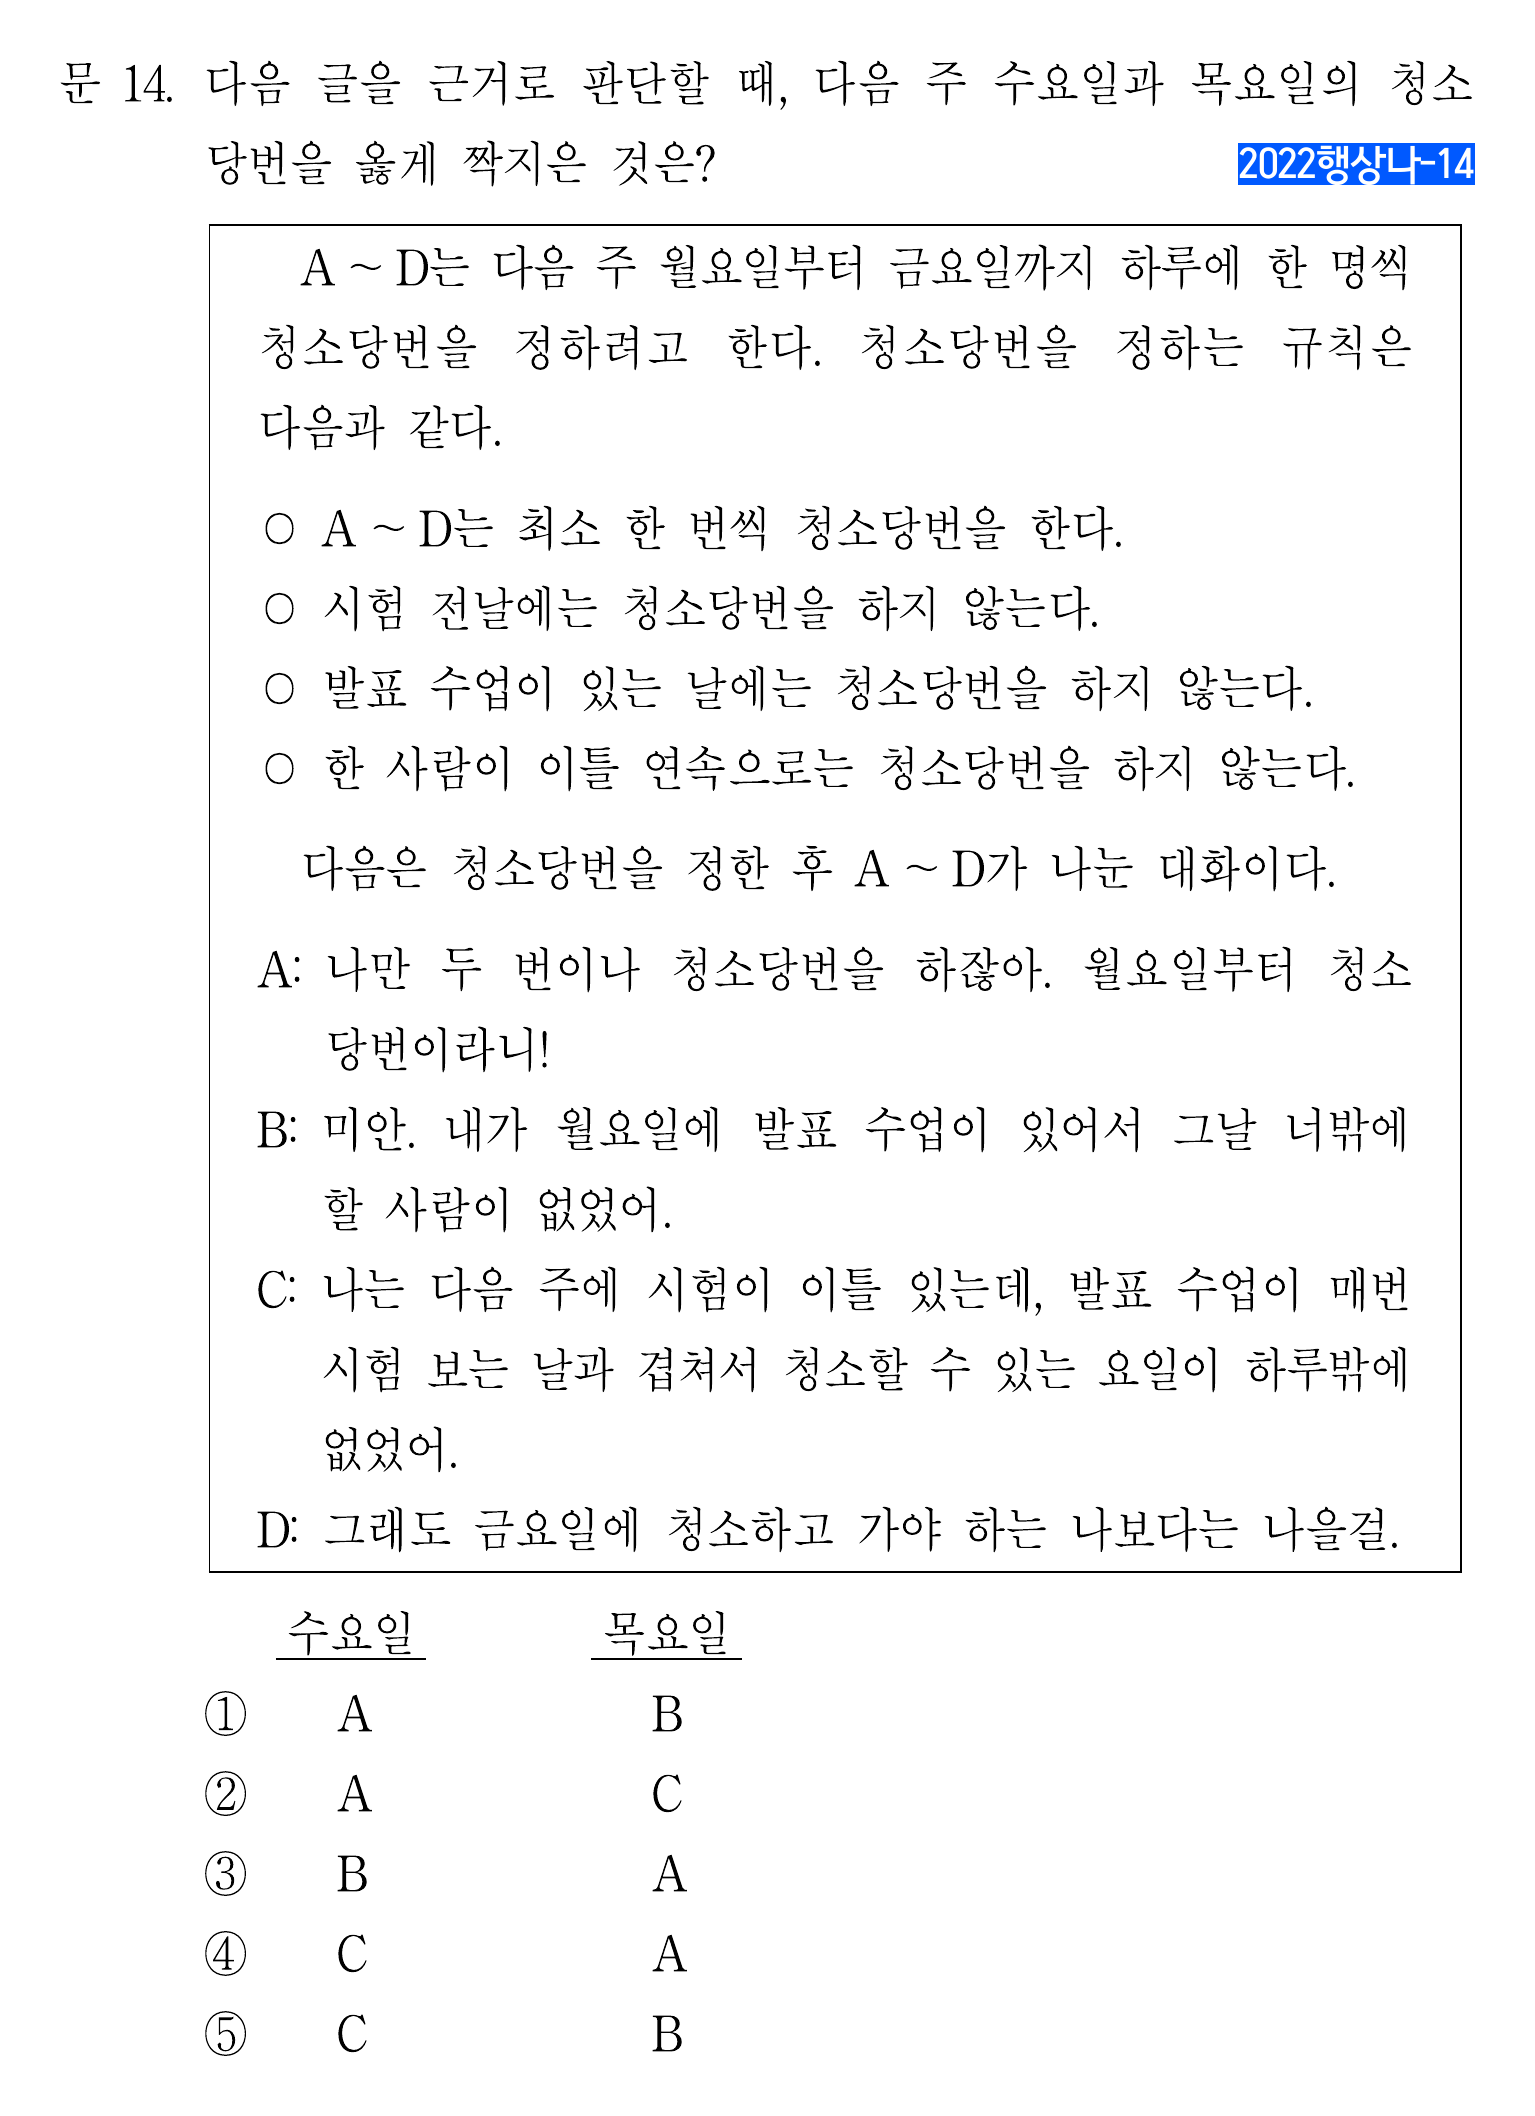 문 14. 다음 글을 근거로 판단할 때, 다음 주 수요일과 목요일의 청소
당번을 옳게 짝지은 것은?
2022행상나-14
A ~ D는 다음 주 월요일부터 금요일까지 하루에 한 명씩
청소당번을 정하려고 한다. 청소당번을 정하는 규칙은
다음과 같다.
○ A ~ D는 최소 한 번씩 청소당번을 한다.
○ 시험 전날에는 청소당번을 하지 않는다.
○ 발표 수업이 있는 날에는 청소당번을 하지 않는다.
○ 한 사람이 이틀 연속으로는 청소당번을 하지 않는다.
다음은 청소당번을 정한 후 A ~ D가 나눈 대화이다.
A: 나만 두 번이나 청소당번을 하잖아. 월요일부터 청소
당번이라니!
B: 미안. 내가 월요일에 발표 수업이 있어서 그날 너밖에
할 사람이 없었어.
C: 나는 다음 주에 시험이 이틀 있는데, 발표 수업이 매번
시험 보는 날과 겹쳐서 청소할 수 있는 요일이 하루밖에
없었어.
D: 그래도 금요일에 청소하고 가야 하는 나보다는 나을걸.
수요일 목요일
① A B
② A C
③ B A
④ C A
⑤ C B